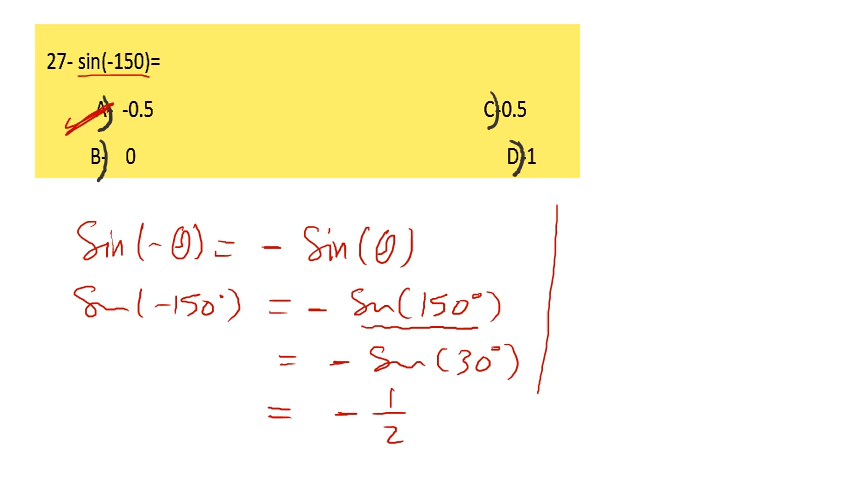 27- sin(-150)=
A) -0.5
C) 0.5
B) 0
D) 1
Sin(-θ) = - Sin(θ)
Sin(-150°) = - Sin(150°)
= - Sin(30°)
= - 1/2